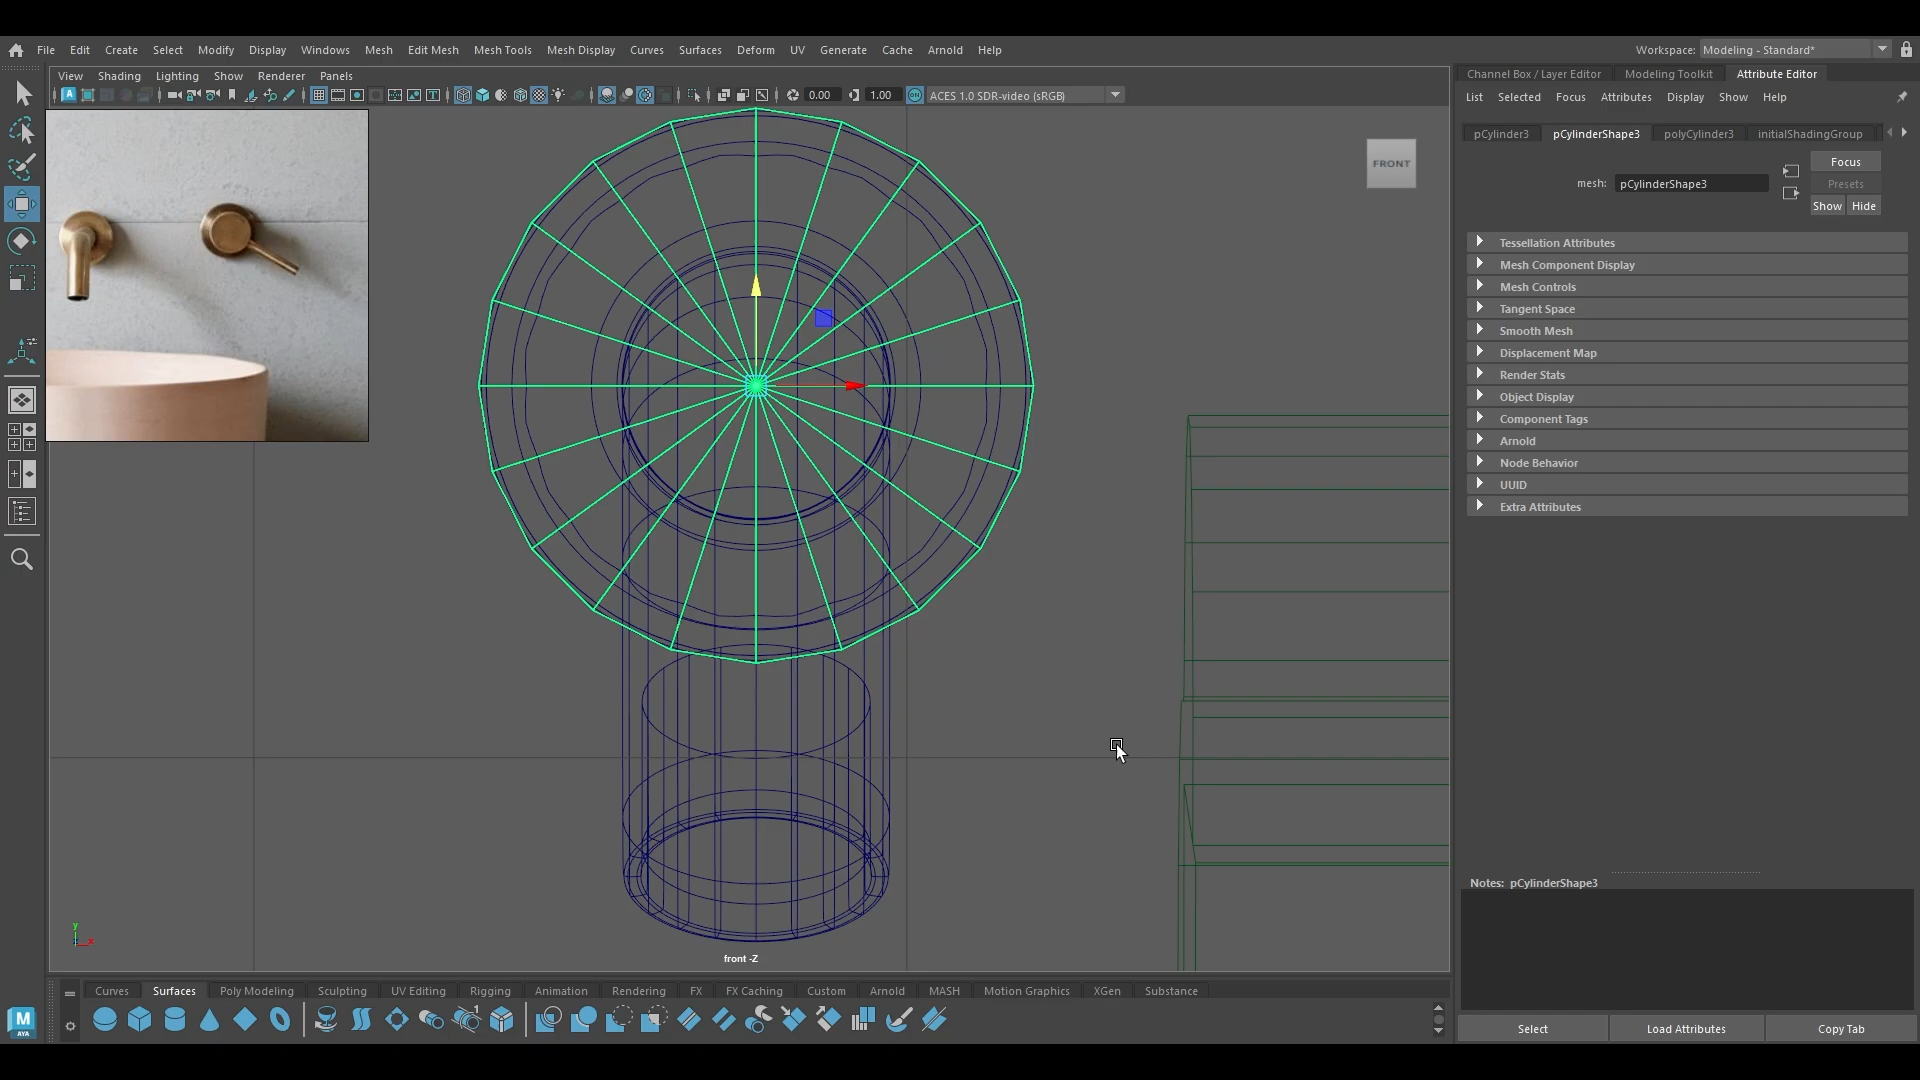 File Edit Create Select Modify Display Windows Mesh Edit Mesh Mesh Tools Mesh Display Curves Surfaces Deform UV Generate Cache Arnold Help
Workspace: Modeling - Standard*
View Shading Lighting Show Renderer Panels
0.00 1.00 ON ACES 1.0 SDR-video (sRGB)
FRONT
y
x
front -Z
Channel Box / Layer Editor Modeling Toolkit Attribute Editor
List Selected Focus Attributes Display Show Help
pCylinder3 pCylinderShape3 polyCylinder3 initialShadingGroup
Focus
mesh: pCylinderShape3 Presets
Show Hide
Tessellation Attributes
Mesh Component Display
Mesh Controls
Tangent Space
Smooth Mesh
Displacement Map
Render Stats
Object Display
Component Tags
Arnold
Node Behavior
UUID
Extra Attributes
Notes: pCylinderShape3
Select Load Attributes Copy Tab
Curves Surfaces Poly Modeling Sculpting UV Editing Rigging Animation Rendering FX FX Caching Custom Arnold MASH Motion Graphics XGen Substance
M
AYA